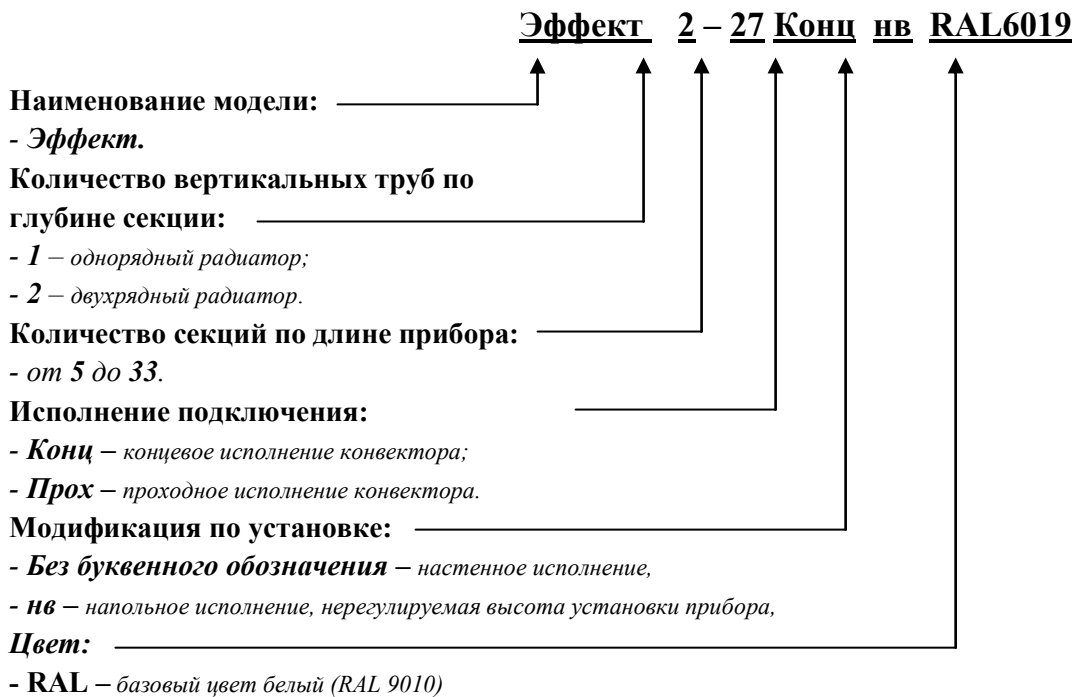 Эффект 2 – 27 Конц нв RAL6019
Наименование модели:
- Эффект.
Количество вертикальных труб по
глубине секции:
- 1 – однорядный радиатор;
- 2 – двухрядный радиатор.
Количество секций по длине прибора:
- от 5 до 33.
Исполнение подключения:
- Конц – концевое исполнение конвектора;
- Прох – проходное исполнение конвектора.
Модификация по установке:
- Без буквенного обозначения – настенное исполнение,
- нв – напольное исполнение, нерегулируемая высота установки прибора,
Цвет:
- RAL – базовый цвет белый (RAL 9010)